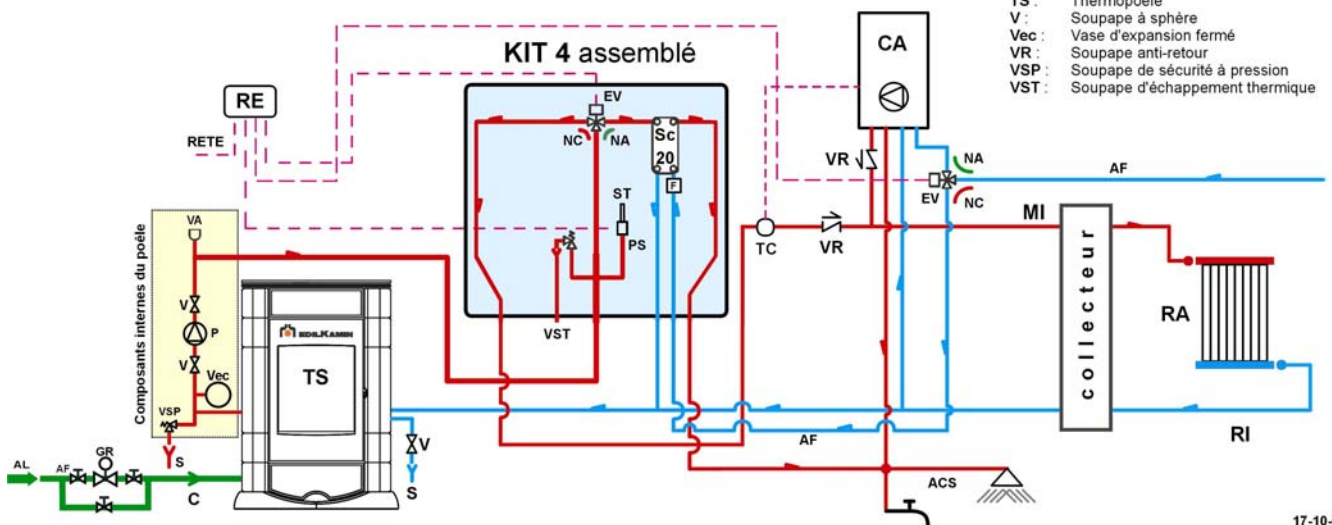 TS : Thermopoêle
V : Soupape à sphère
Vec : Vase d'expansion fermé
VR : Soupape anti-retour
VSP : Soupape de sécurité à pression
VST : Soupape d'échappement thermique
CA
KIT 4 assemblé
RE
RETE
EV
NC
NA
Sc
20
F
ST
PS
VST
VR
NA
EV
NC
AF
TC
VR
MI
collecteur
RA
RI
Composants internes du poêle
VA
V
P
V
Vec
VSP
S
EDILKAMIN
TS
V
S
AL
AF
GR
C
AF
ACS
17-10-